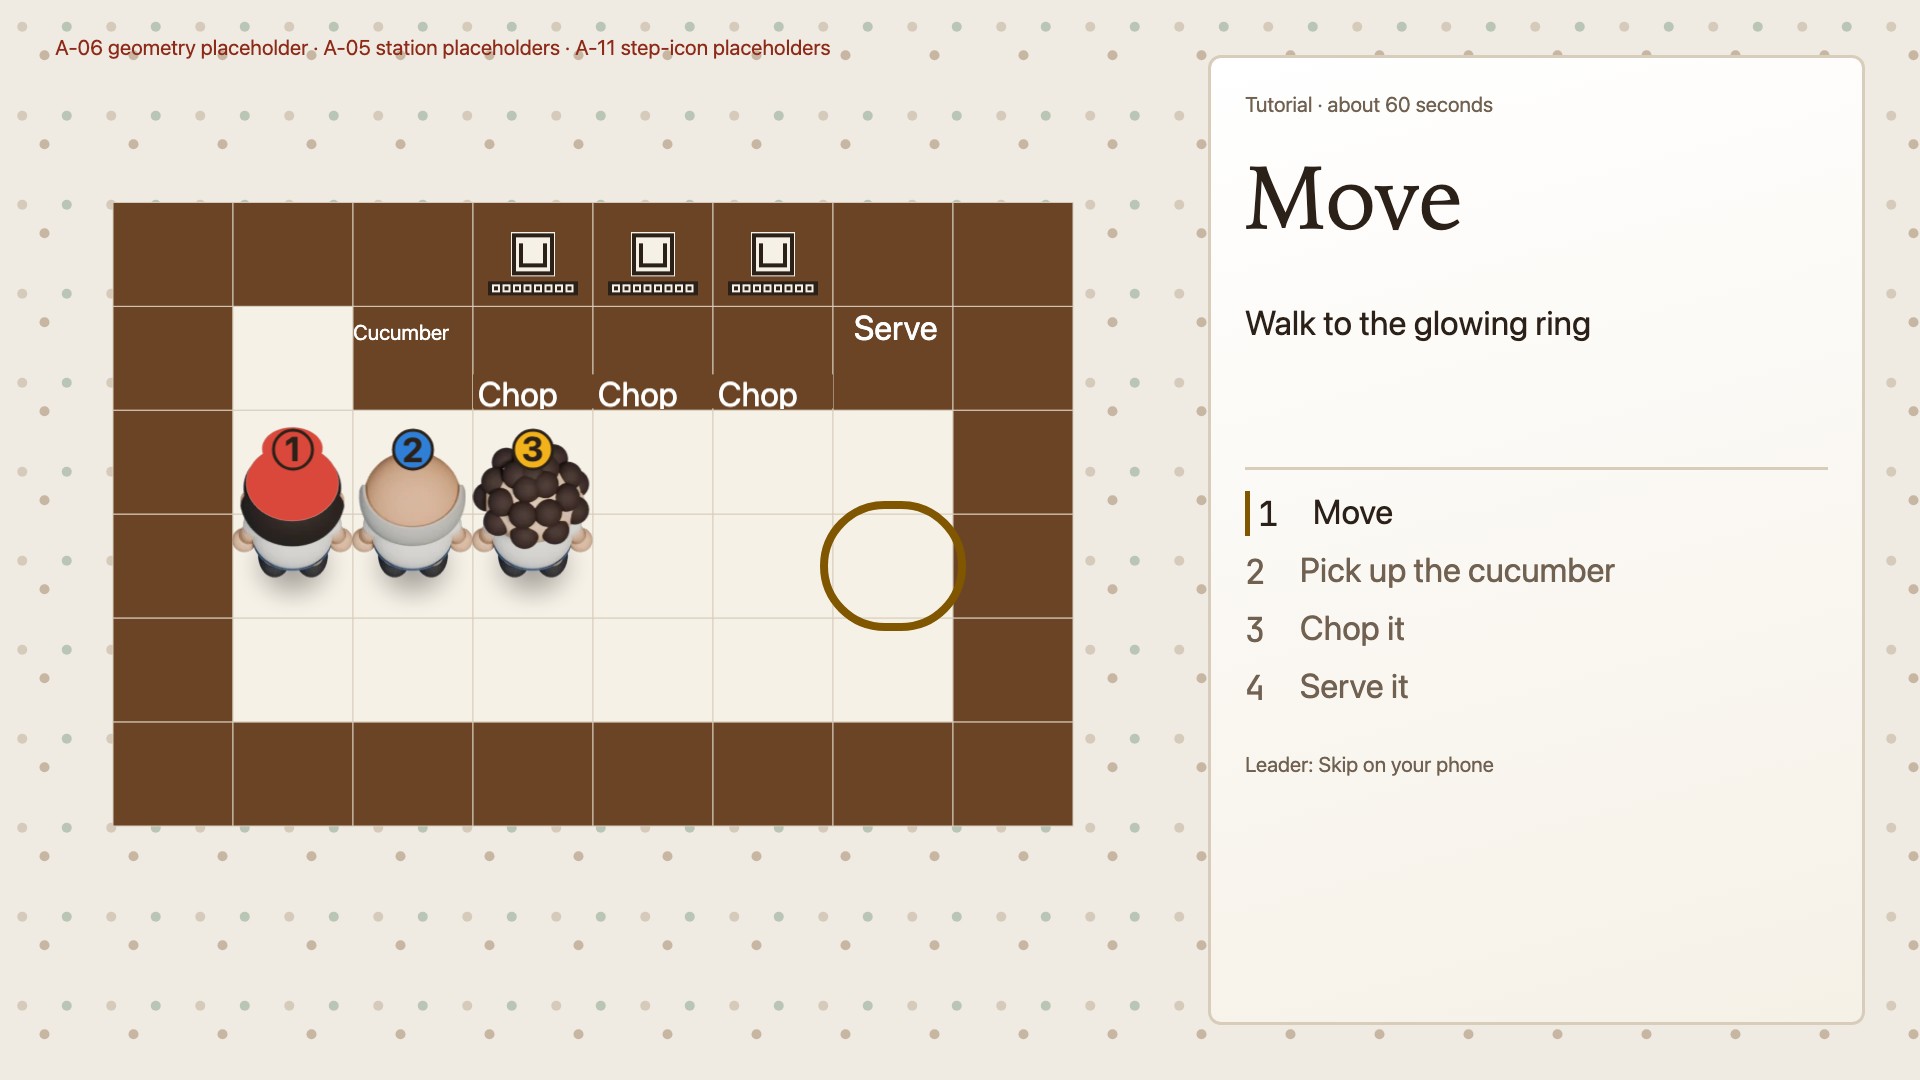 A-06 geometry placeholder · A-05 station placeholders · A-11 step-icon placeholders
Cucumber
Serve
Chop Chop Chop
1 2 3
Tutorial · about 60 seconds
Move
Walk to the glowing ring
1 Move
2 Pick up the cucumber
3 Chop it
4 Serve it
Leader: Skip on your phone